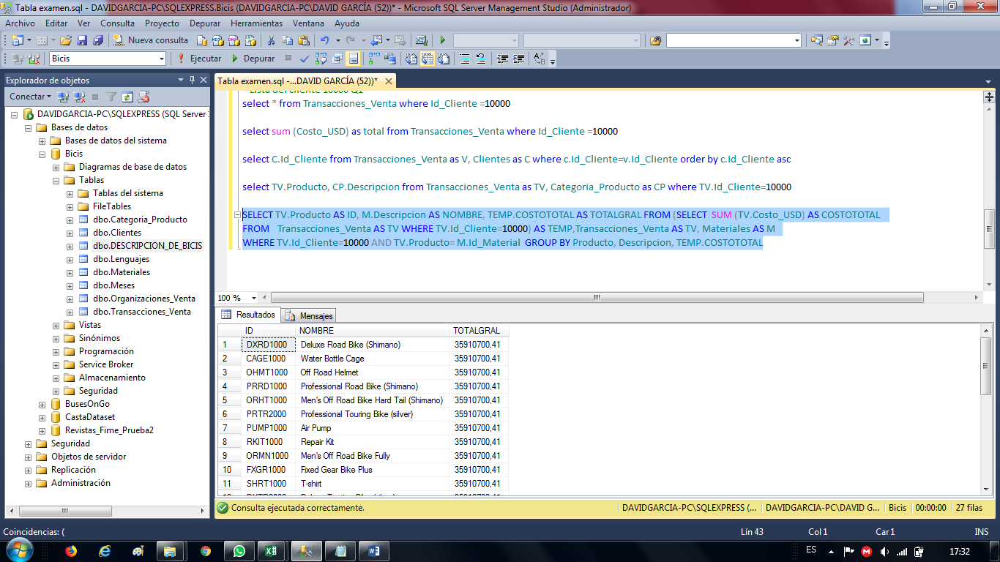 Tabla examen.sql - DAVIDGARCIA-PC\SQLEXPRESS.Bicis (DAVIDGARCIA-PC\DAVID GARCÍA (52))* - Microsoft SQL Server Management Studio (Administrador)
Archivo Editar Ver Consulta Proyecto Depurar Herramientas Ventana Ayuda
Nueva consulta
Bicis Ejecutar Depurar
Explorador de objetos
Conectar
DAVIDGARCIA-PC\SQLEXPRESS (SQL Server
Bases de datos
Bases de datos del sistema
Bicis
Diagramas de base de datos
Tablas
Tablas del sistema
FileTables
dbo.Categoria_Producto
dbo.Clientes
dbo.DESCRIPCION_DE_BICIS
dbo.Lenguajes
dbo.Materiales
dbo.Meses
dbo.Organizaciones_Venta
dbo.Transacciones_Venta
Vistas
Sinónimos
Programación
Service Broker
Almacenamiento
Seguridad
BusesOnGo
CastaDataset
Revistas_Fime_Prueba2
Seguridad
Objetos de servidor
Replicación
Administración
Tabla examen.sql -...DAVID GARCÍA (52))*
select * from Transacciones_Venta where Id_Cliente =10000
select sum (Costo_USD) as total from Transacciones_Venta where Id_Cliente =10000
select C.Id_Cliente from Transacciones_Venta as V, Clientes as C where c.Id_Cliente=v.Id_Cliente order by c.Id_Cliente asc
select TV.Producto, CP.Descripcion from Transacciones_Venta as TV, Categoria_Producto as CP where TV.Id_Cliente=10000
SELECT TV.Producto AS ID, M.Descripcion AS NOMBRE, TEMP.COSTOTOTAL AS TOTALGRAL FROM (SELECT SUM (TV.Costo_USD) AS COSTOTOTAL
FROM Transacciones_Venta AS TV WHERE TV.Id_Cliente=10000) AS TEMP,Transacciones_Venta AS TV, Materiales AS M
WHERE TV.Id_Cliente=10000 AND TV.Producto= M.Id_Material GROUP BY Producto, Descripcion, TEMP.COSTOTOTAL
100 %
Resultados Mensajes
ID NOMBRE TOTALGRAL
1 DXRD1000 Deluxe Road Bike (Shimano) 35910700,41
2 CAGE1000 Water Bottle Cage 35910700,41
3 OHMT1000 Off Road Helmet 35910700,41
4 PRRD1000 Professional Road Bike (Shimano) 35910700,41
5 ORHT1000 Men's Off Road Bike Hard Tail (Shimano) 35910700,41
6 PRTR2000 Professional Touring Bike (silver) 35910700,41
7 PUMP1000 Air Pump 35910700,41
8 RKIT1000 Repair Kit 35910700,41
9 ORMN1000 Men's Off Road Bike Fully 35910700,41
10 FXGR1000 Fixed Gear Bike Plus 35910700,41
11 SHRT1000 T-shirt 35910700,41
Consulta ejecutada correctamente. DAVIDGARCIA-PC\SQLEXPRESS (... DAVIDGARCIA-PC\DAVID G... Bicis 00:00:00 27 filas
Coincidencias: ( Lín 43 Col 1 Car 1 INS
ES 17:32